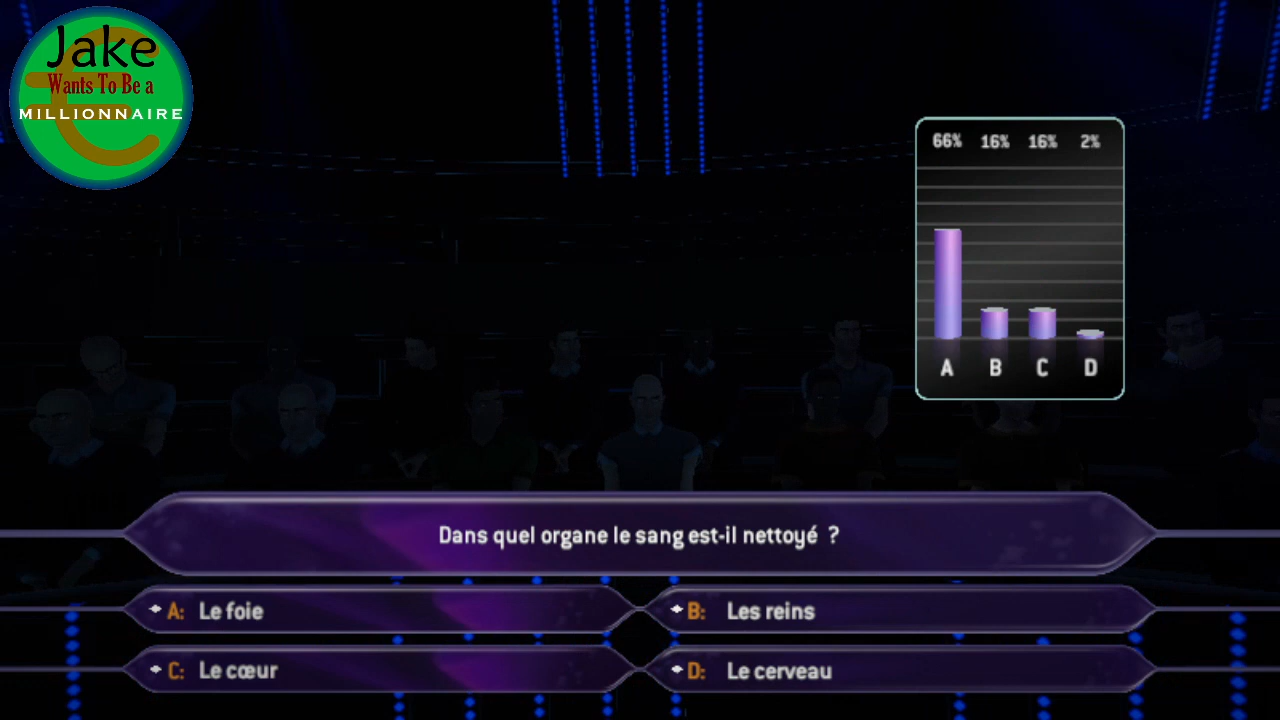 Jake
Wants To Be a
MILLIONNAIRE
66% 16% 16% 2%
A B C D
Dans quel organe le sang est-il nettoyé ?
A: Le foie
B: Les reins
C: Le cœur
D: Le cerveau